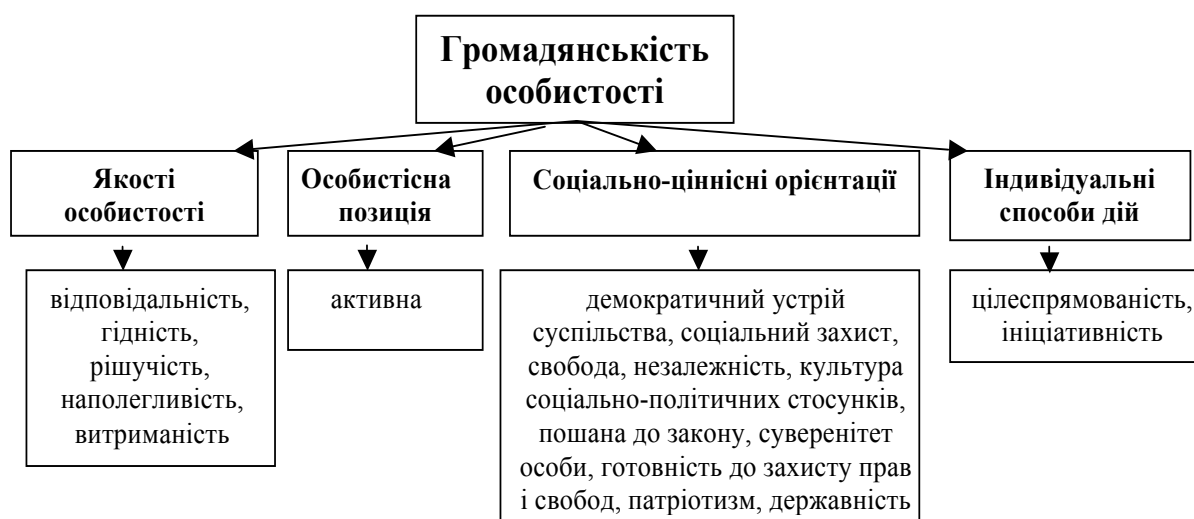 Громадянськість
особистості
Якості
особистості
Особистісна
позиція
Соціально-ціннісні орієнтації
Індивідуальні
способи дій
відповідальність,
гідність,
рішучість,
наполегливість,
витриманість
активна
демократичний устрій
суспільства, соціальний захист,
свобода, незалежність, культура
соціально-політичних стосунків,
пошана до закону, суверенітет
особи, готовність до захисту прав
і свобод, патріотизм, державність
цілеспрямованість,
ініціативність